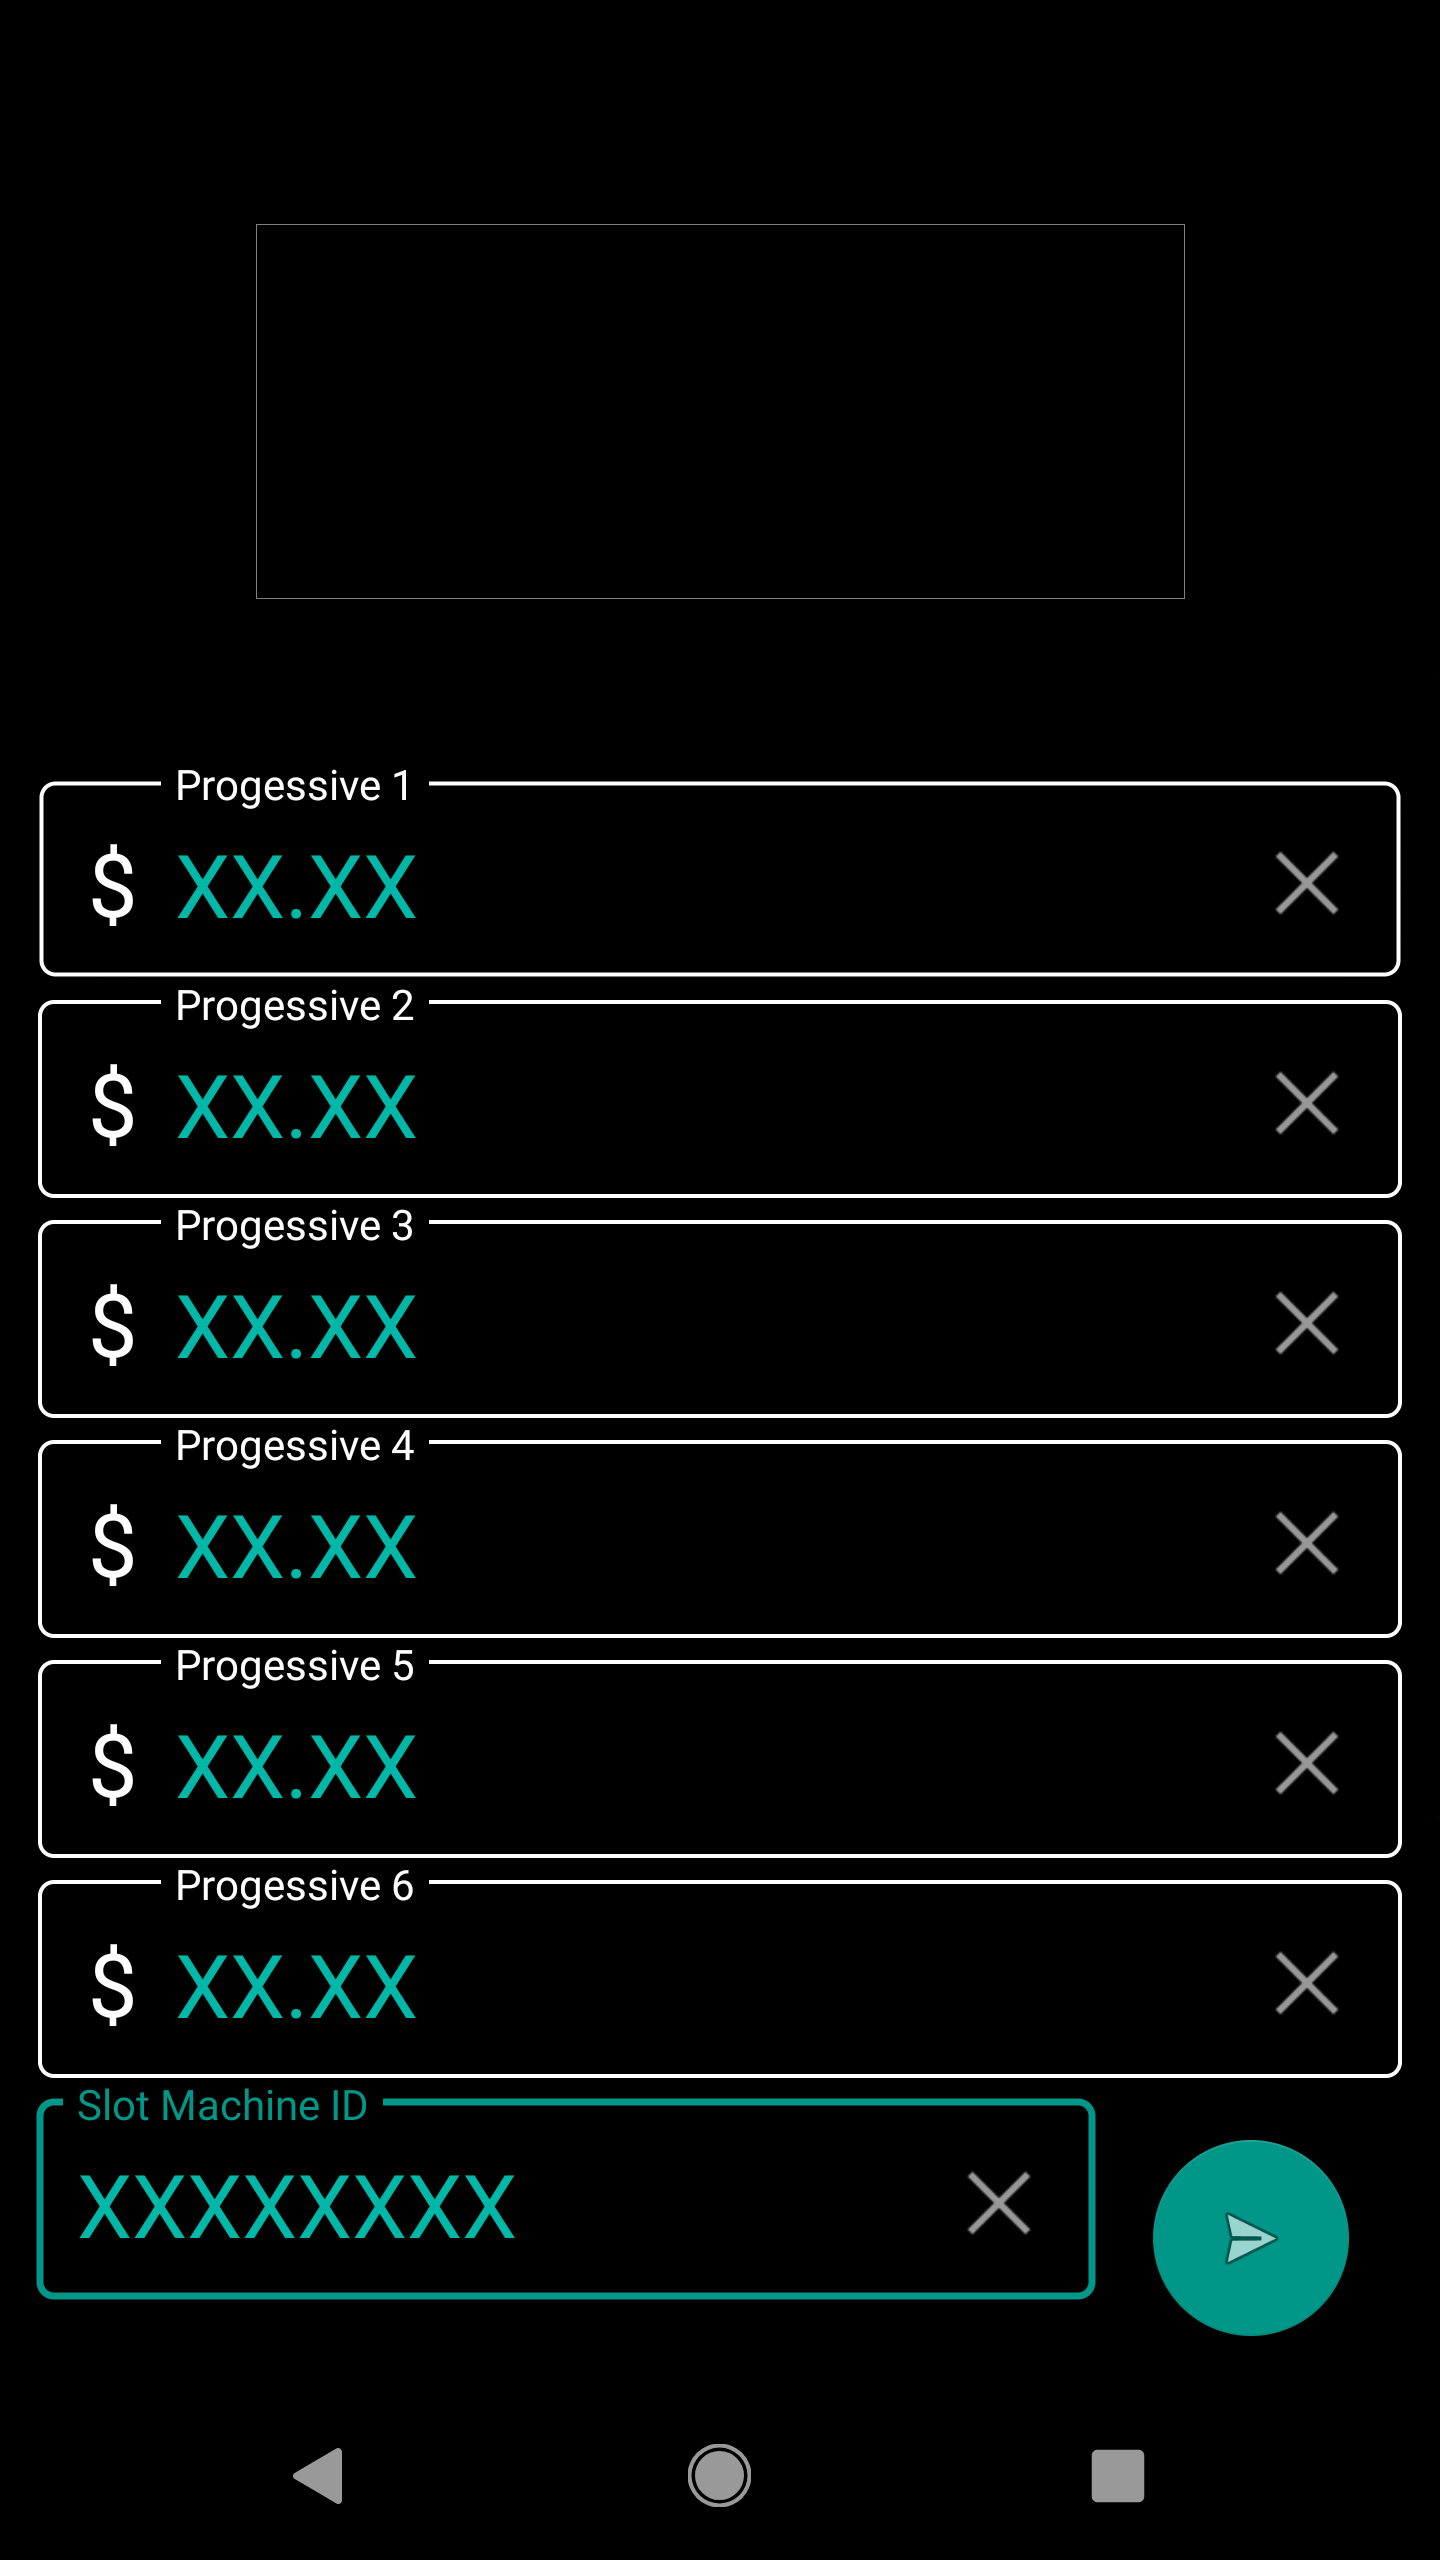 Progessive 1
$ XX.XX
Progessive 2
$ XX.XX
Progessive 3
$ XX.XX
Progessive 4
$ XX.XX
Progessive 5
$ XX.XX
Progessive 6
$ XX.XX
Slot Machine ID
XXXXXXXX